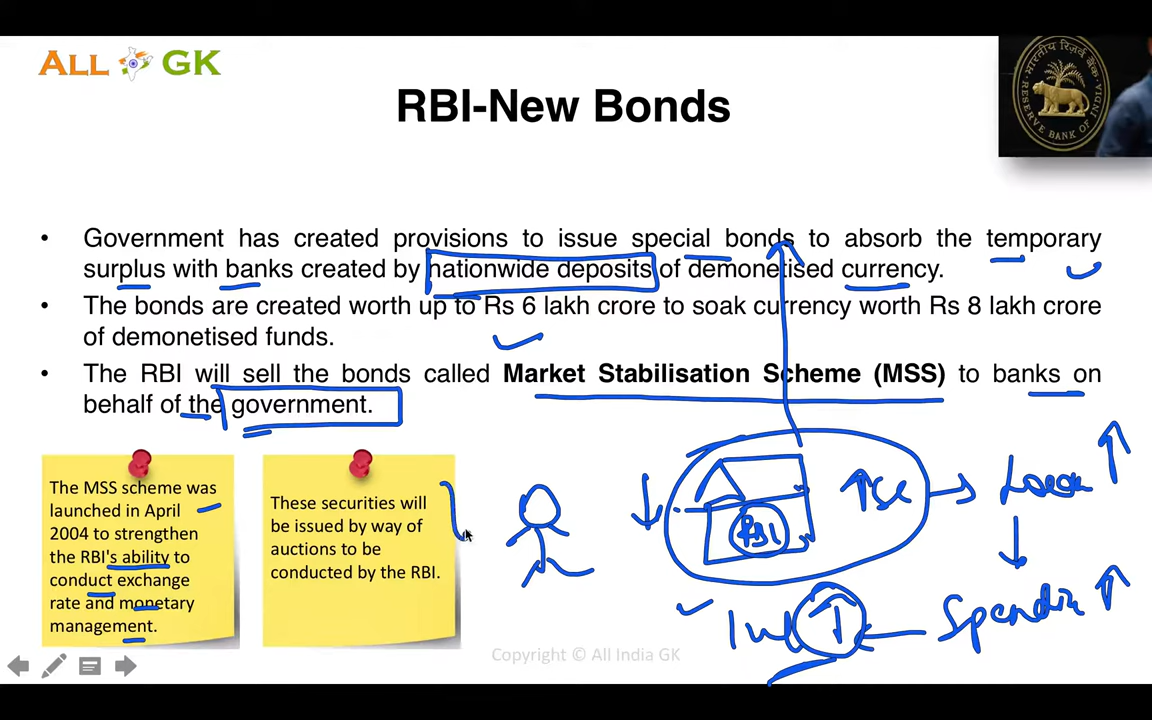 ALL GK
भारतीय रिज़र्व बैंक
RESERVE BANK OF INDIA
RBI-New Bonds
• Government has created provisions to issue special bonds to absorb the temporary
surplus with banks created by nationwide deposits of demonetised currency.
• The bonds are created worth up to Rs 6 lakh crore to soak currency worth Rs 8 lakh crore
of demonetised funds.
• The RBI will sell the bonds called Market Stabilisation Scheme (MSS) to banks on
behalf of the government.
The MSS scheme was
launched in April
2004 to strengthen
the RBI's ability to
conduct exchange
rate and monetary
management.
These securities will
be issued by way of
auctions to be
conducted by the RBI.
RBI
Loan
Spending
Copyright © All India GK